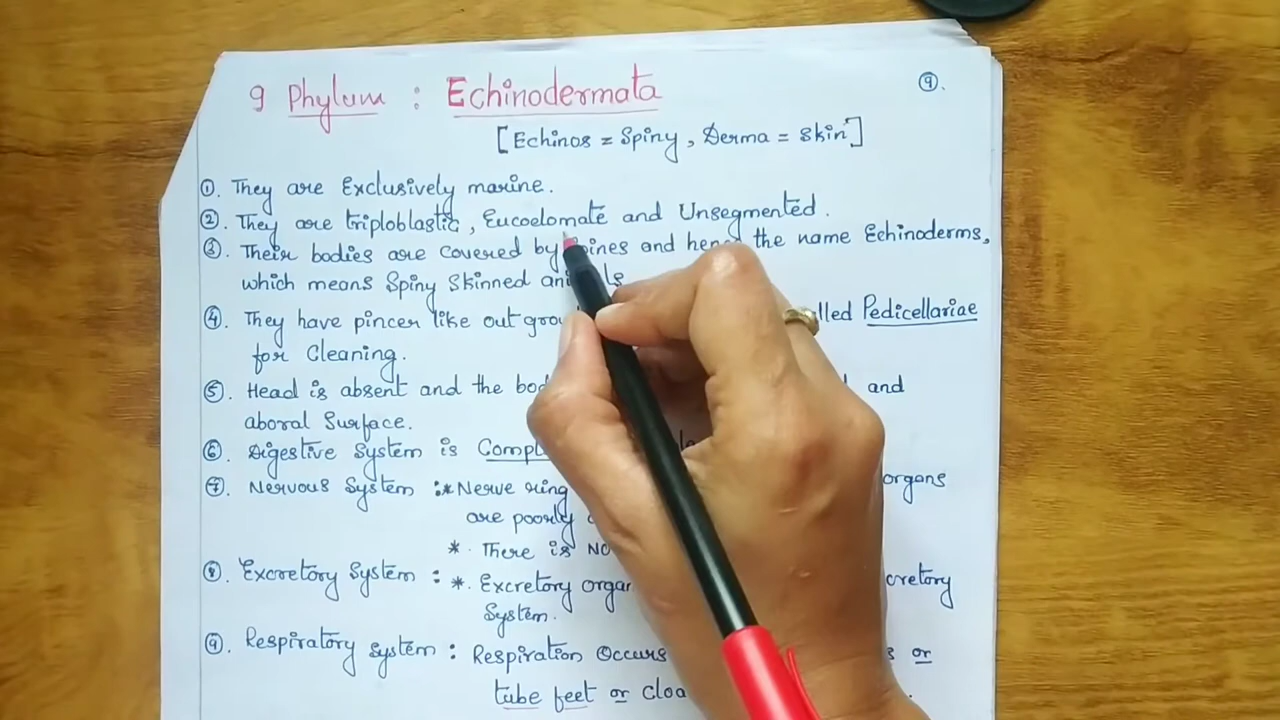 9 Phylum : Echinodermata
9.
[Echinos = Spiny, Derma = Skin]
1. They are Exclusively marine.
2. They are triploblastic, Eucoelomate and Unsegmented.
3. Their bodies are covered by and the name Echinoderms,
which means Spiny Skinned
4. They have pincer like out Pedicellariae
for Cleaning.
5. Head is absent and the and
aboral Surface.
6. Digestive System is
7. Nervous System : * Nerve ring organs
are poorly
* There is NO
8. Excretory System : * Excretory
System.
9. Respiratory System : Respiration Occurs or
tube feet or